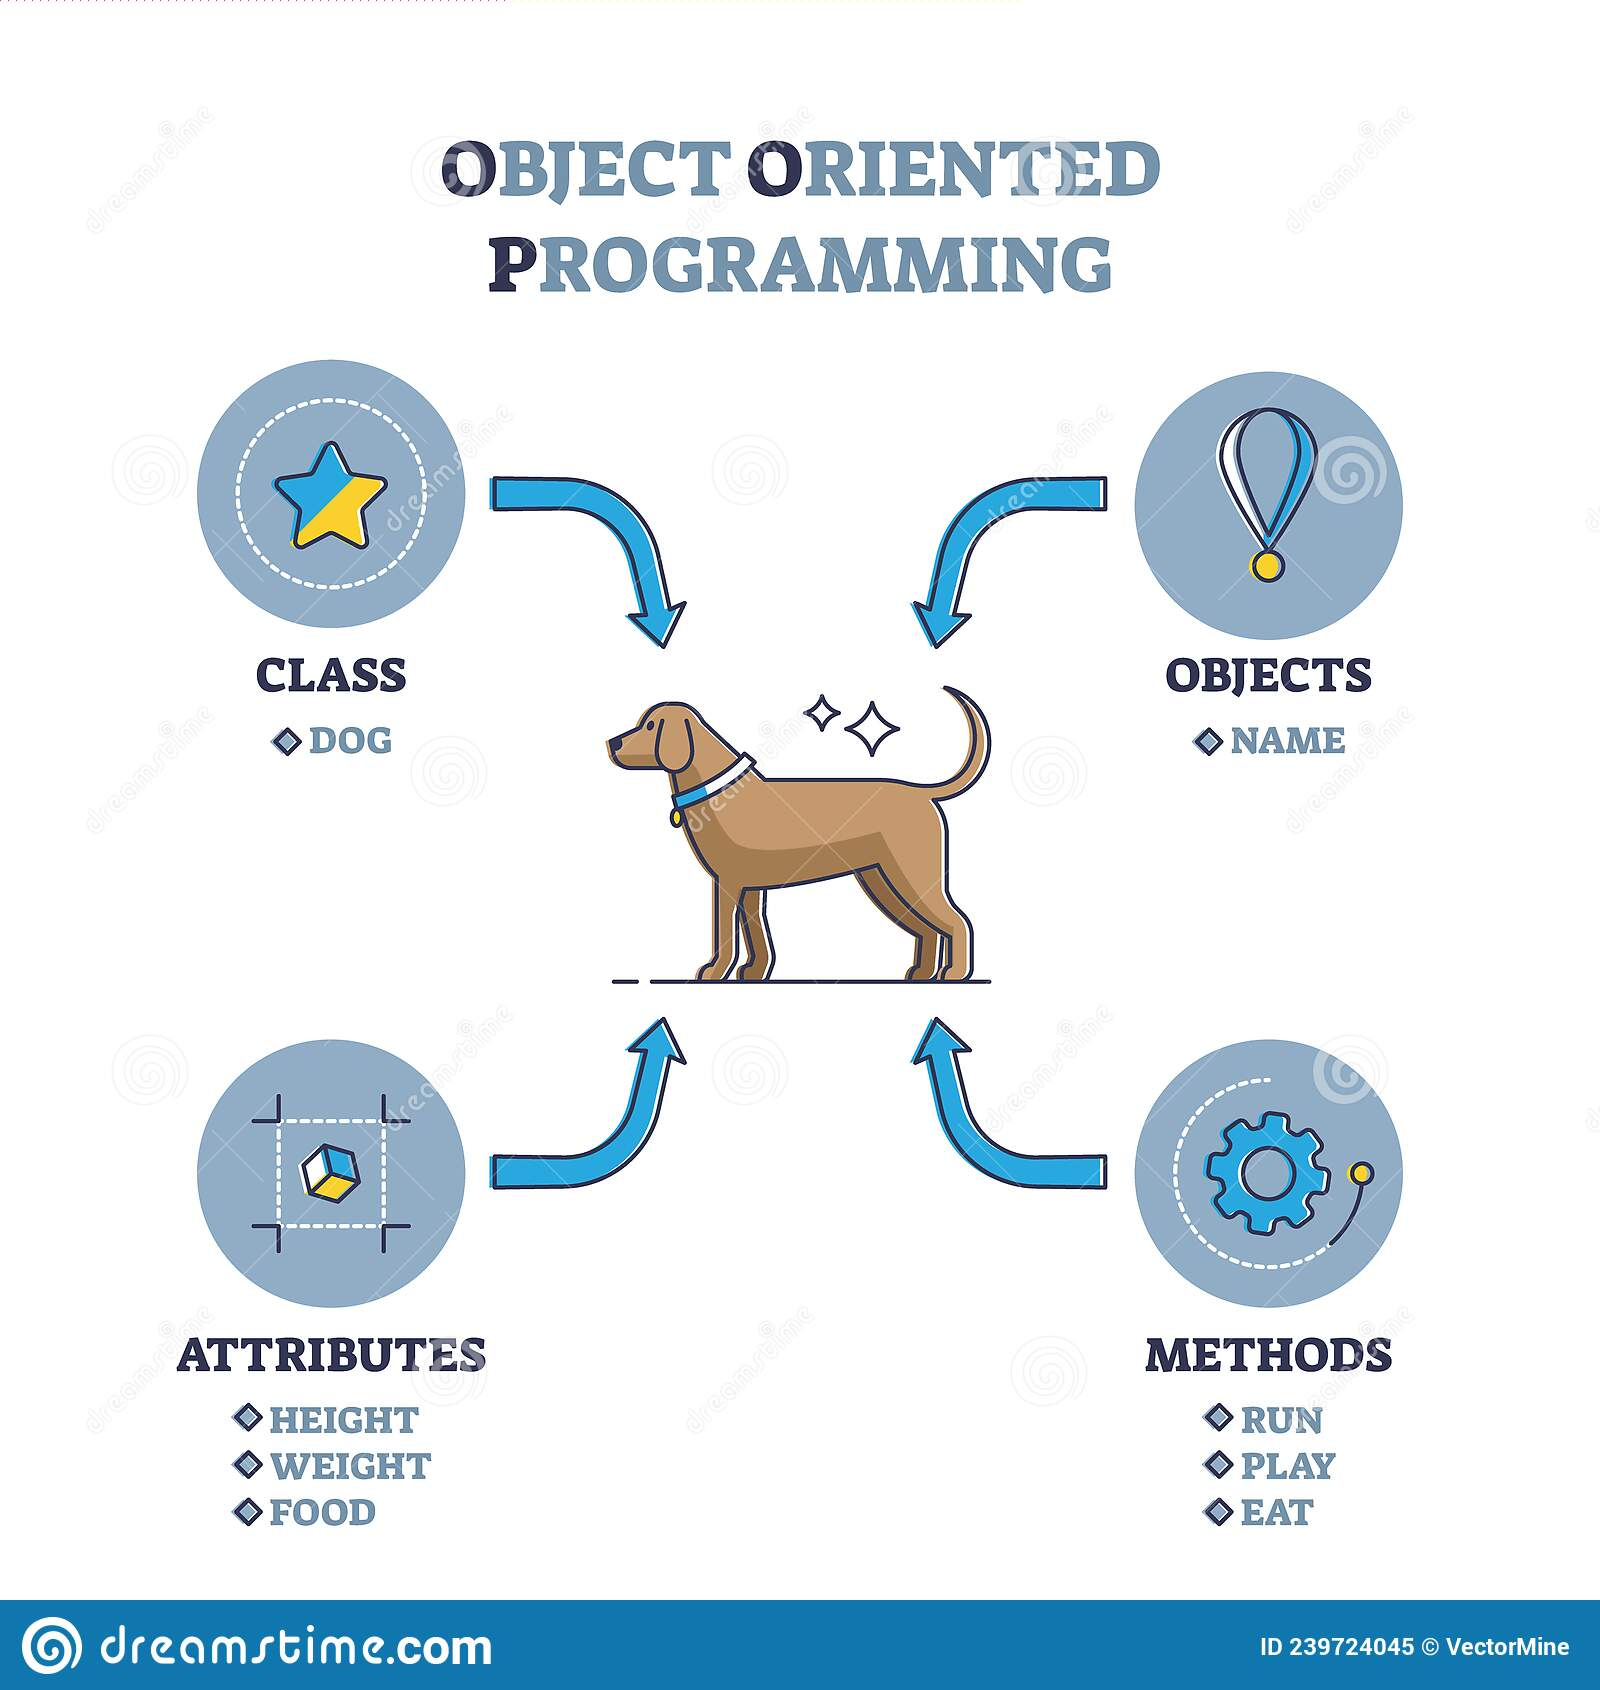 OBJECT ORIENTED
PROGRAMMING
CLASS
DOG
OBJECTS
NAME
ATTRIBUTES
HEIGHT
WEIGHT
FOOD
METHODS
RUN
PLAY
EAT
dreamstime.com
ID 239724045 © VectorMine